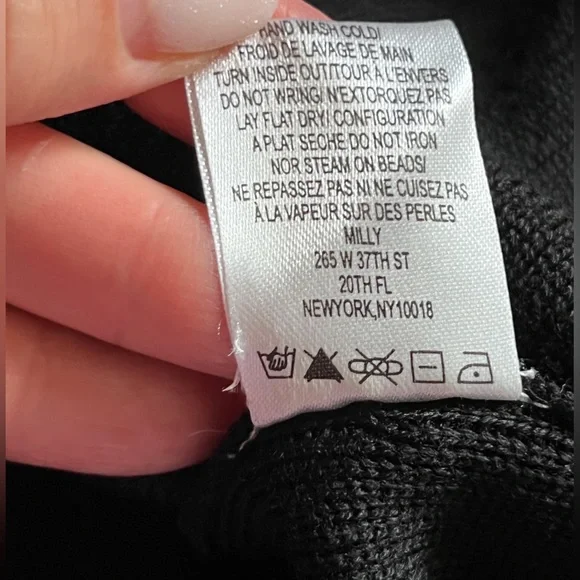 HAND WASH COLD/
FROID DE LAVAGE DE MAIN
TURN INSIDE OUT/TOUR À L'ENVERS
DO NOT WRING/ N'EXTORQUEZ PAS
LAY FLAT DRY/ CONFIGURATION
A PLAT SECHE DO NOT IRON
NOR STEAM ON BEADS/
NE REPASSEZ PAS NI NE CUISEZ PAS
À LA VAPEUR SUR DES PERLES
MILLY
265 W 37TH ST
20TH FL
NEWYORK,NY10018